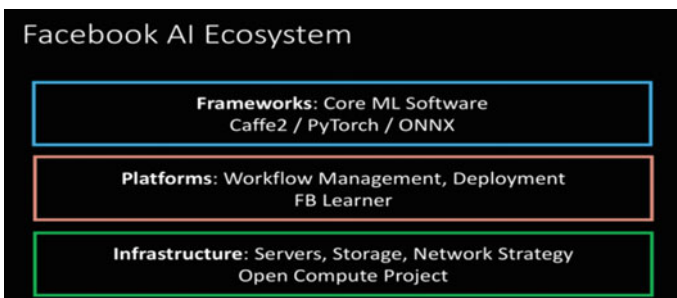 Facebook AI Ecosystem
Frameworks: Core ML Software
Caffe2 / PyTorch / ONNX
Platforms: Workflow Management, Deployment
FB Learner
Infrastructure: Servers, Storage, Network Strategy
Open Compute Project